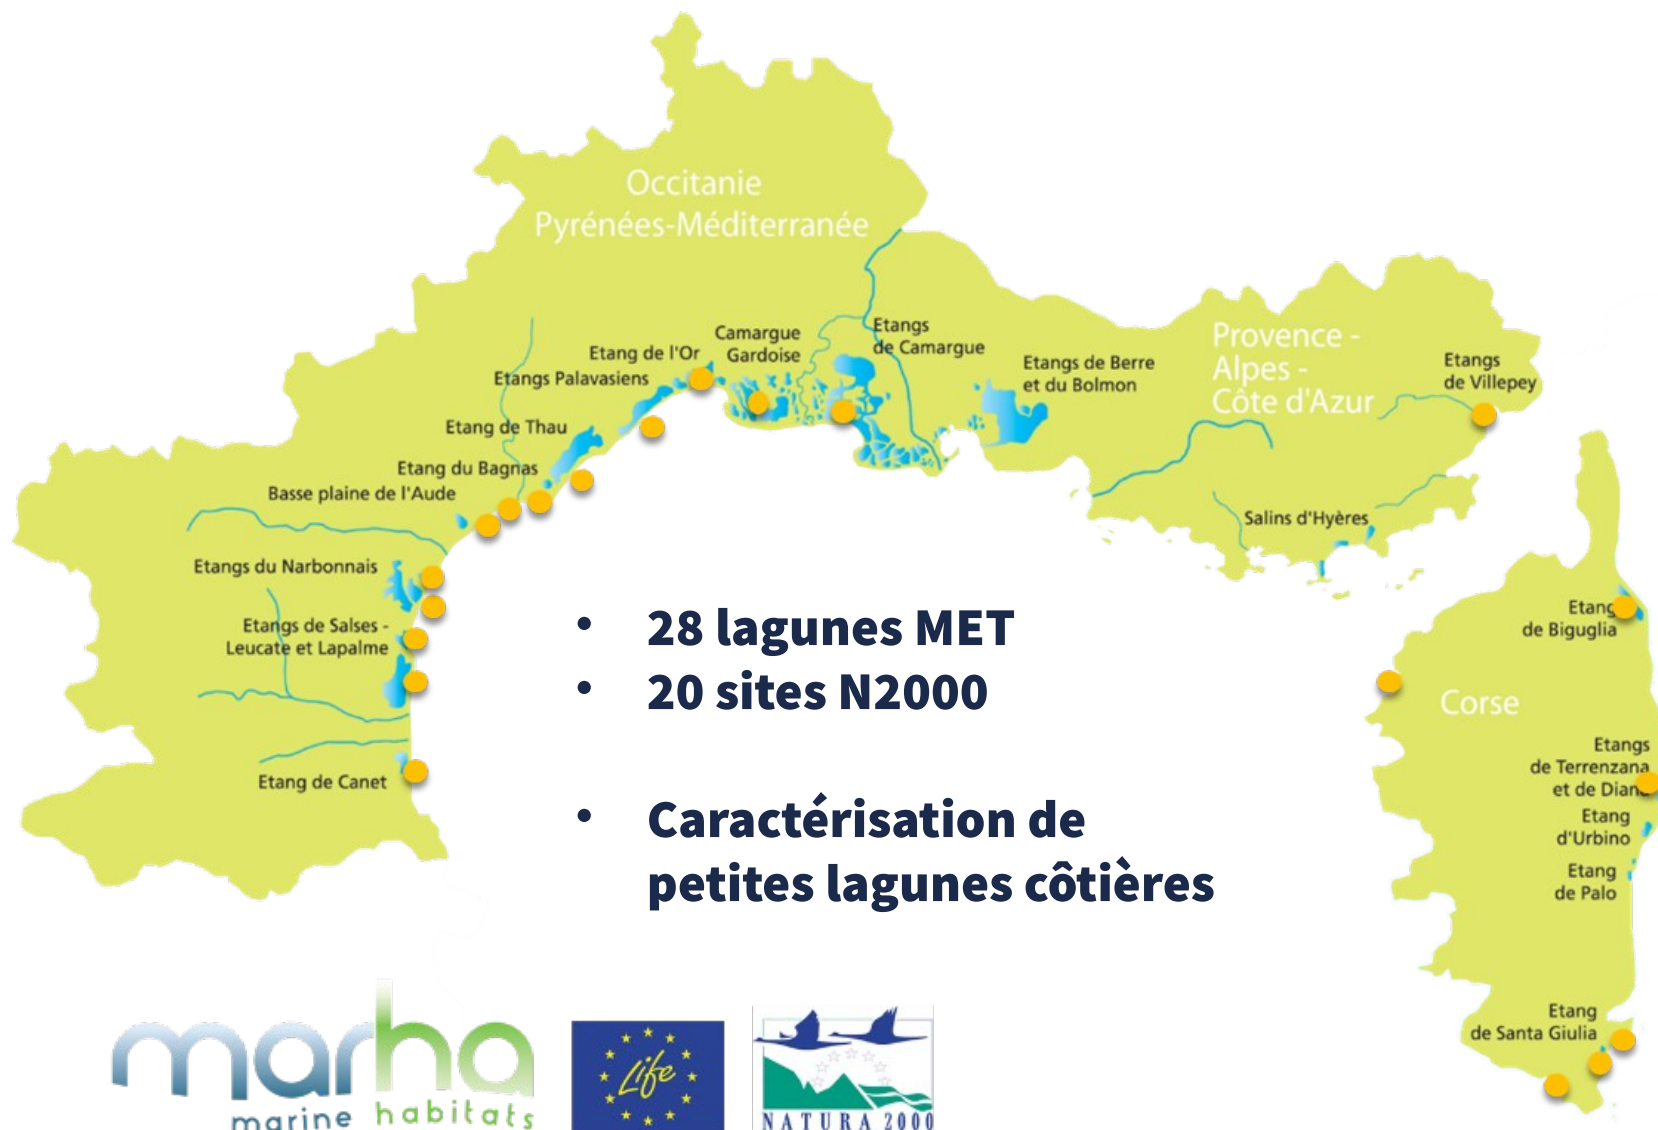 Occitanie
Pyrénées-Méditerranée
Camargue
Gardoise
Etangs
de Camargue
Etang de l'Or
Etangs Palavasiens
Etangs de Berre
et du Bolmon
Provence -
Alpes -
Côte d'Azur
Etangs
de Villepey
Etang de Thau
Etang du Bagnas
Basse plaine de l'Aude
Salins d'Hyères
Etangs du Narbonnais
Etangs de Salses -
Leucate et Lapalme
Etang de Canet
• 28 lagunes MET
• 20 sites N2000
• Caractérisation de
petites lagunes côtières
Etang
de Biguglia
Corse
Etangs
de Terrenzana
et de Diana
Etang
d'Urbino
Etang
de Palo
Etang
de Santa Giulia
marha
marine habitats
Life
NATURA 2000